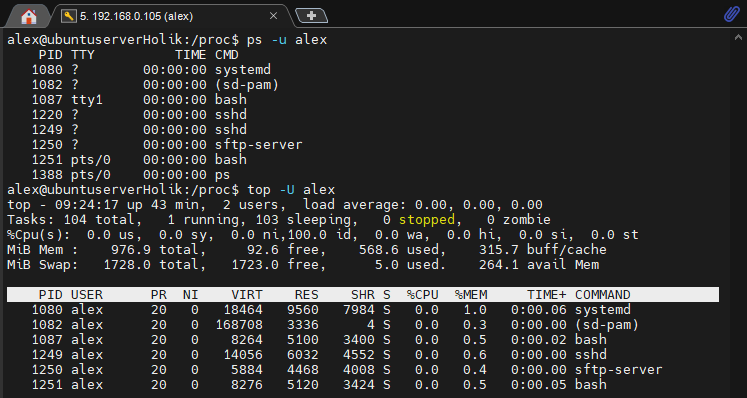 5. 192.168.0.105 (alex)
alex@ubuntuserverHolik:/proc$ ps -u alex
    PID TTY          TIME CMD
   1080 ?        00:00:00 systemd
   1082 ?        00:00:00 (sd-pam)
   1087 tty1     00:00:00 bash
   1220 ?        00:00:00 sshd
   1249 ?        00:00:00 sshd
   1250 ?        00:00:00 sftp-server
   1251 pts/0    00:00:00 bash
   1388 pts/0    00:00:00 ps
alex@ubuntuserverHolik:/proc$ top -U alex
top - 09:24:17 up 43 min,  2 users,  load average: 0.00, 0.00, 0.00
Tasks: 104 total,   1 running, 103 sleeping,   0 stopped,   0 zombie
%Cpu(s):  0.0 us,  0.0 sy,  0.0 ni,100.0 id,  0.0 wa,  0.0 hi,  0.0 si,  0.0 st
MiB Mem :    976.9 total,     92.6 free,    568.6 used,    315.7 buff/cache
MiB Swap:   1728.0 total,   1723.0 free,      5.0 used.    264.1 avail Mem
    PID USER      PR  NI    VIRT    RES    SHR S  %CPU  %MEM     TIME+ COMMAND
   1080 alex      20   0   18464   9560   7984 S   0.0   1.0   0:00.06 systemd
   1082 alex      20   0  168708   3336      4 S   0.0   0.3   0:00.00 (sd-pam)
   1087 alex      20   0    8264   5100   3400 S   0.0   0.5   0:00.02 bash
   1249 alex      20   0   14056   6032   4552 S   0.0   0.6   0:00.00 sshd
   1250 alex      20   0    5884   4468   4008 S   0.0   0.4   0:00.00 sftp-server
   1251 alex      20   0    8276   5120   3424 S   0.0   0.5   0:00.05 bash